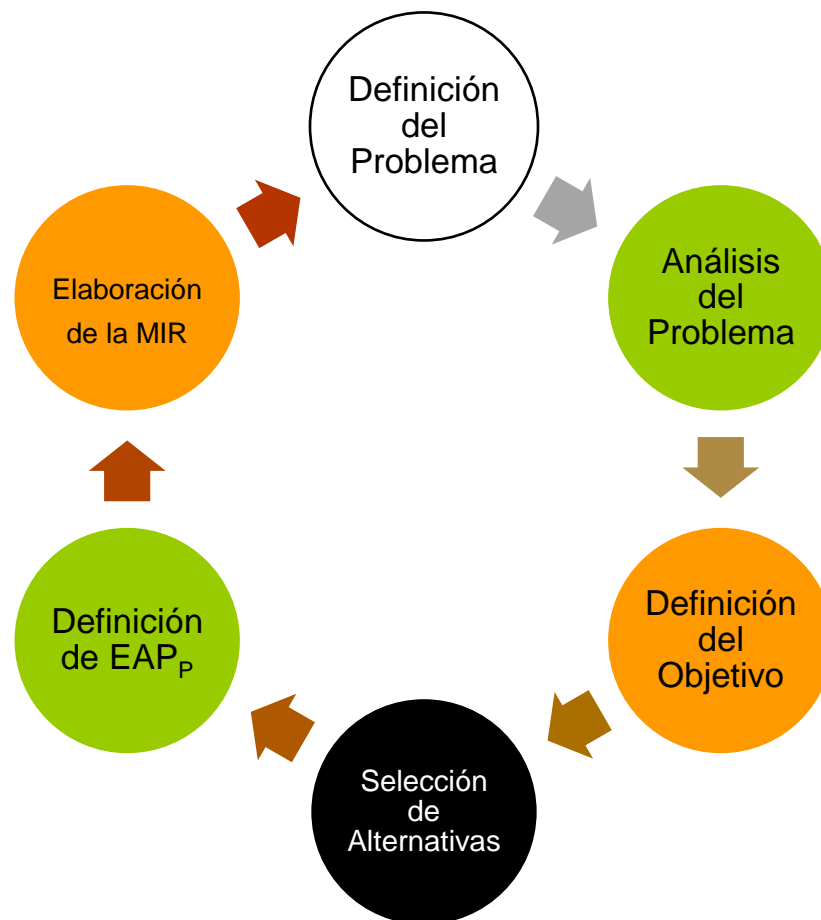 Definición
del
Problema
Análisis
del
Problema
Definición
del
Objetivo
Selección
de
Alternativas
Definición
de EAPP
Elaboración
de la MIR